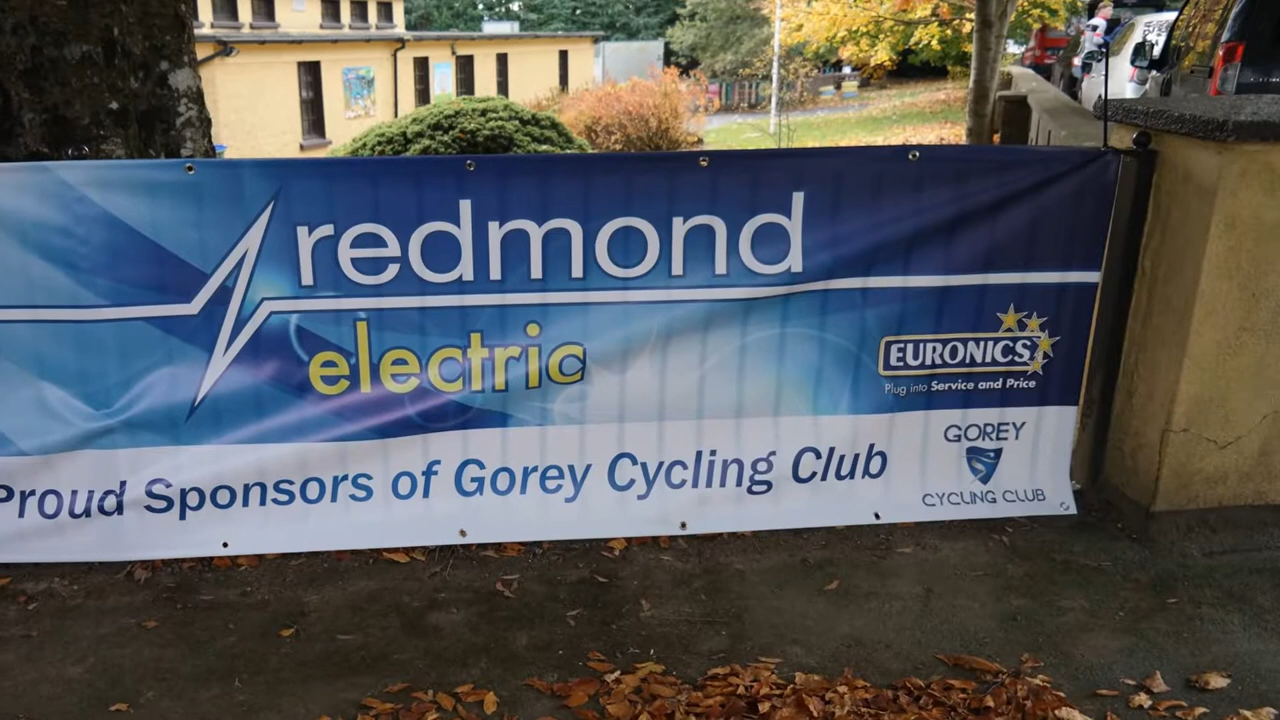 redmond
electric
EURONICS
Plug into Service and Price
Proud Sponsors of Gorey Cycling Club
GOREY
CYCLING CLUB